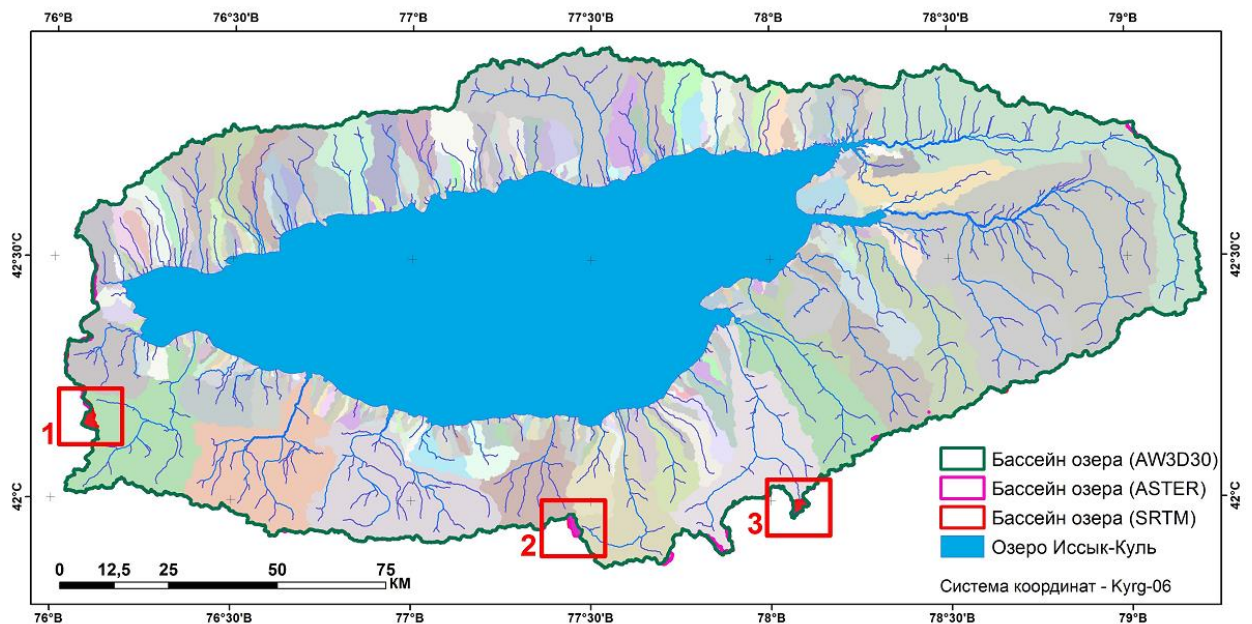 76°В 76°30'В 77°В 77°30'В 78°В 78°30'В 79°В
42°30'С 42°30'С
1
Бассейн озера (AW3D30)
Бассейн озера (ASTER)
42°С 42°С
3
Бассейн озера (SRTM)
2
Озеро Иссык-Куль
0 12,5 25 50 75
КМ
Система координат - Kyrg-06
76°В 76°30'В 77°В 77°30'В 78°В 78°30'В 79°В